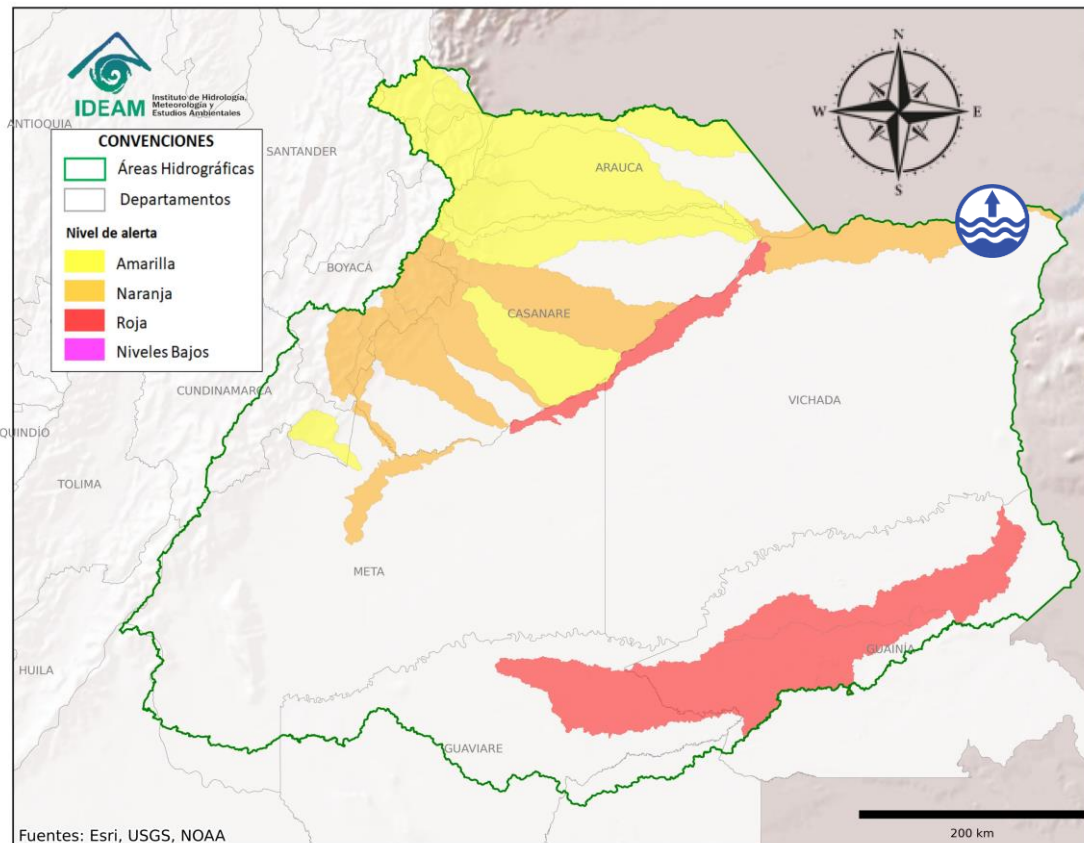 N
W
E
S
IDEAM
Instituto de Hidrología,
Meteorología y
Estudios Ambientales
ANTIOQUIA
CONVENCIONES
Áreas Hidrográficas
Departamentos
Nivel de alerta
Amarilla
Naranja
Roja
Niveles Bajos
SANTANDER
ARAUCA
BOYACÁ
CASANARE
CUNDINAMARCA
VICHADA
QUINDÍO
TOLIMA
META
HUILA
GUAINÍA
GUAVIARE
Fuentes: Esri, USGS, NOAA
200 km